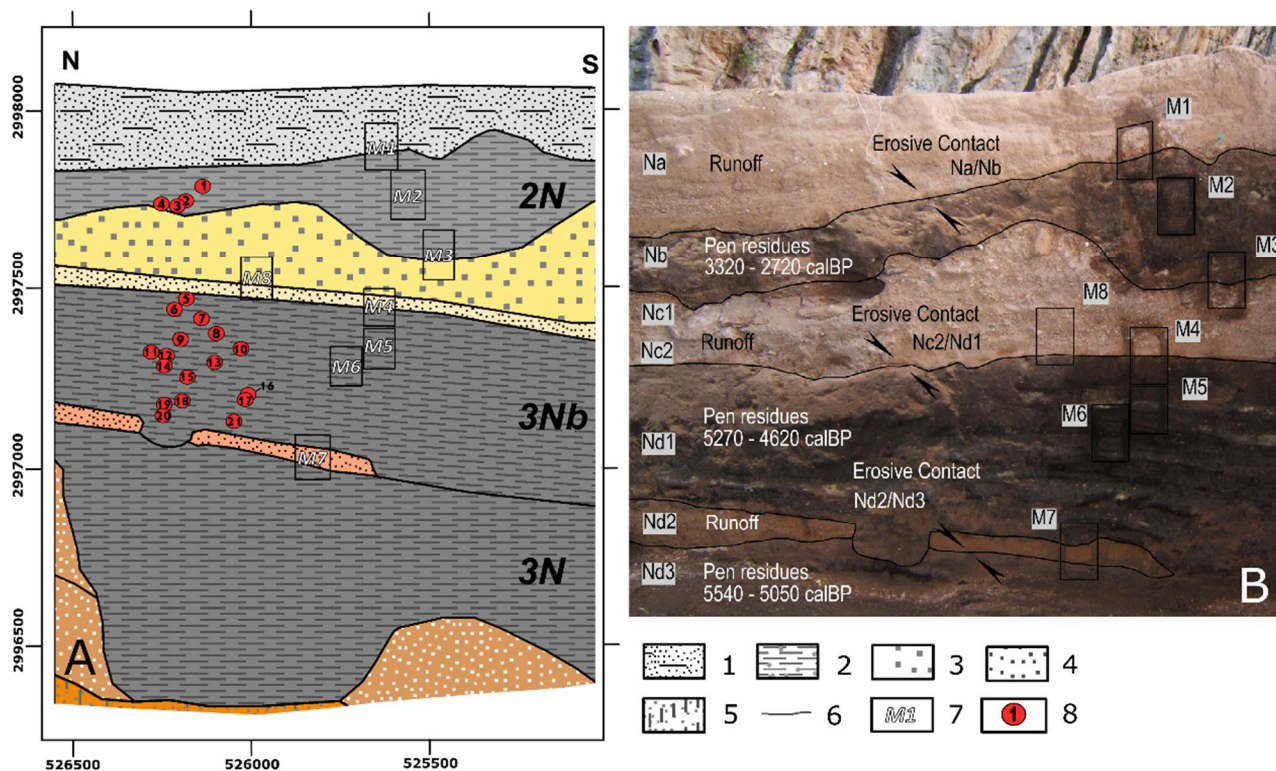 N
S
2998000
2997500
2997000
2996500
526500
526000
525500
M1
M2
2N
M3
M8
M4
M5
M6
3Nb
M7
3N
A
1
2
3
4
5
6
7
8
9
10
11
12
13
14
15
16
17
18
19
20
21
M1
Erosive Contact
Na/Nb
Na
Runoff
M2
M3
Pen residues
3320 - 2720 calBP
Nb
M8
Nc1
Erosive Contact
Nc2/Nd1
M4
Nc2
Runoff
M5
M6
Pen residues
5270 - 4620 calBP
Nd1
Erosive Contact
Nd2/Nd3
M7
Nd2
Runoff
Nd3
Pen residues
5540 - 5050 calBP
B
1
2
3
4
5
6
M1 7
1 8